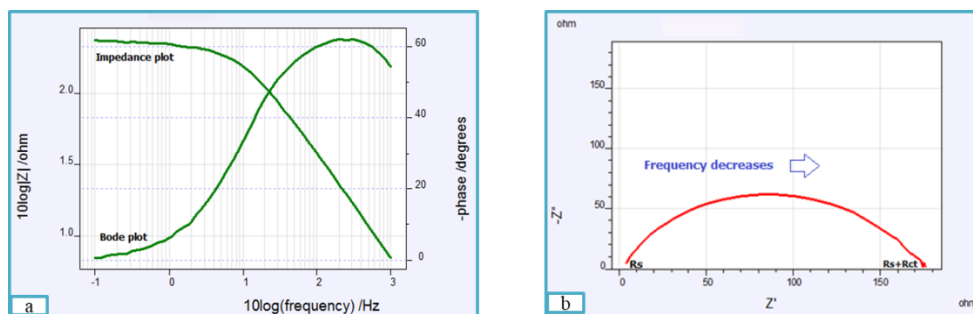 10log|Z| /ohm
2.0
1.5
1.0
Impedance plot
Bode plot
60
40
20
0
-phase /degrees
-1
0
1
2
3
10log(frequency) /Hz
a
ohm
-Z"
150
100
50
0
Frequency decreases
Rs
Rs+Rct
0
50
100
150
Z'
ohm
b